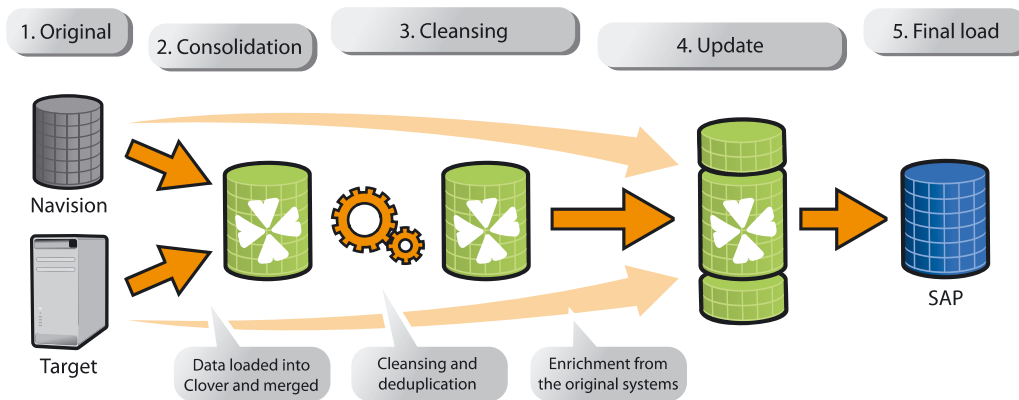 1. Original
2. Consolidation
3. Cleansing
4. Update
5. Final load
Navision
Target
SAP
Data loaded into
Clover and merged
Cleansing and
deduplication
Enrichment from
the original systems